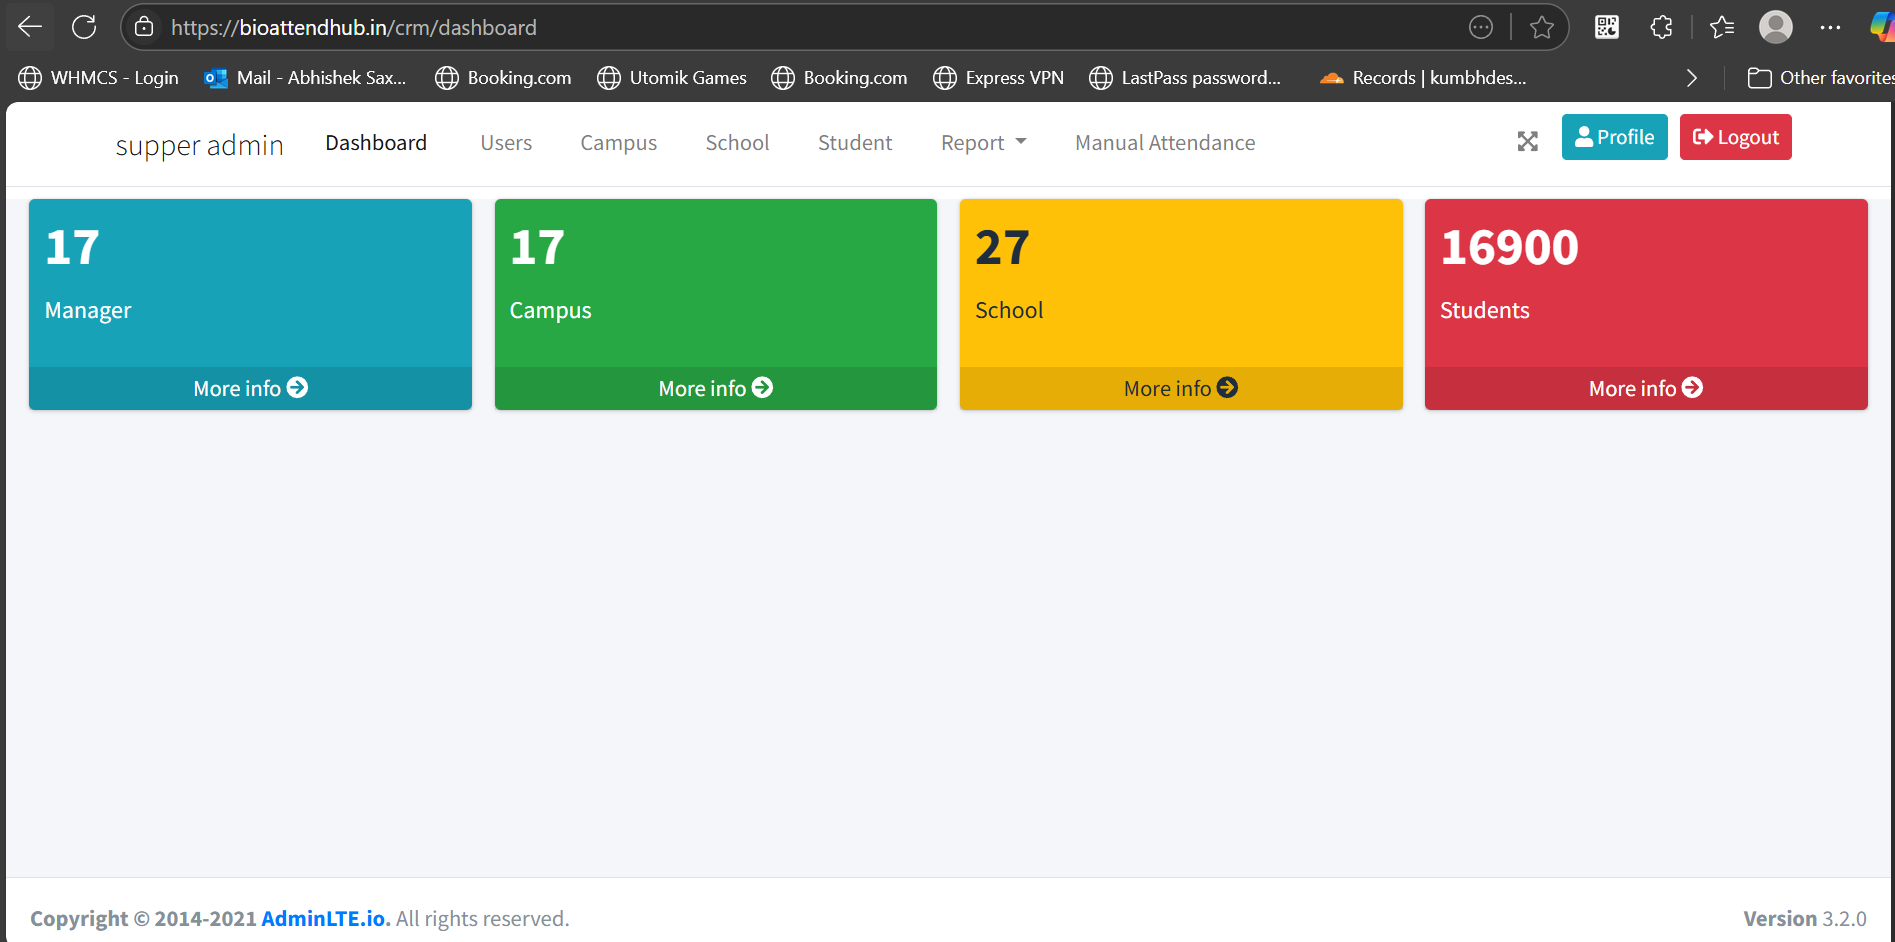 https://bioattendhub.in/crm/dashboard
WHMCS - Login Mail - Abhishek Sax... Booking.com Utomik Games Booking.com Express VPN LastPass password... Records | kumbhdes... Other favorites
supper admin Dashboard Users Campus School Student Report Manual Attendance Profile Logout
17 17 27 16900
Manager Campus School Students
More info More info More info More info
Copyright © 2014-2021 AdminLTE.io. All rights reserved. Version 3.2.0